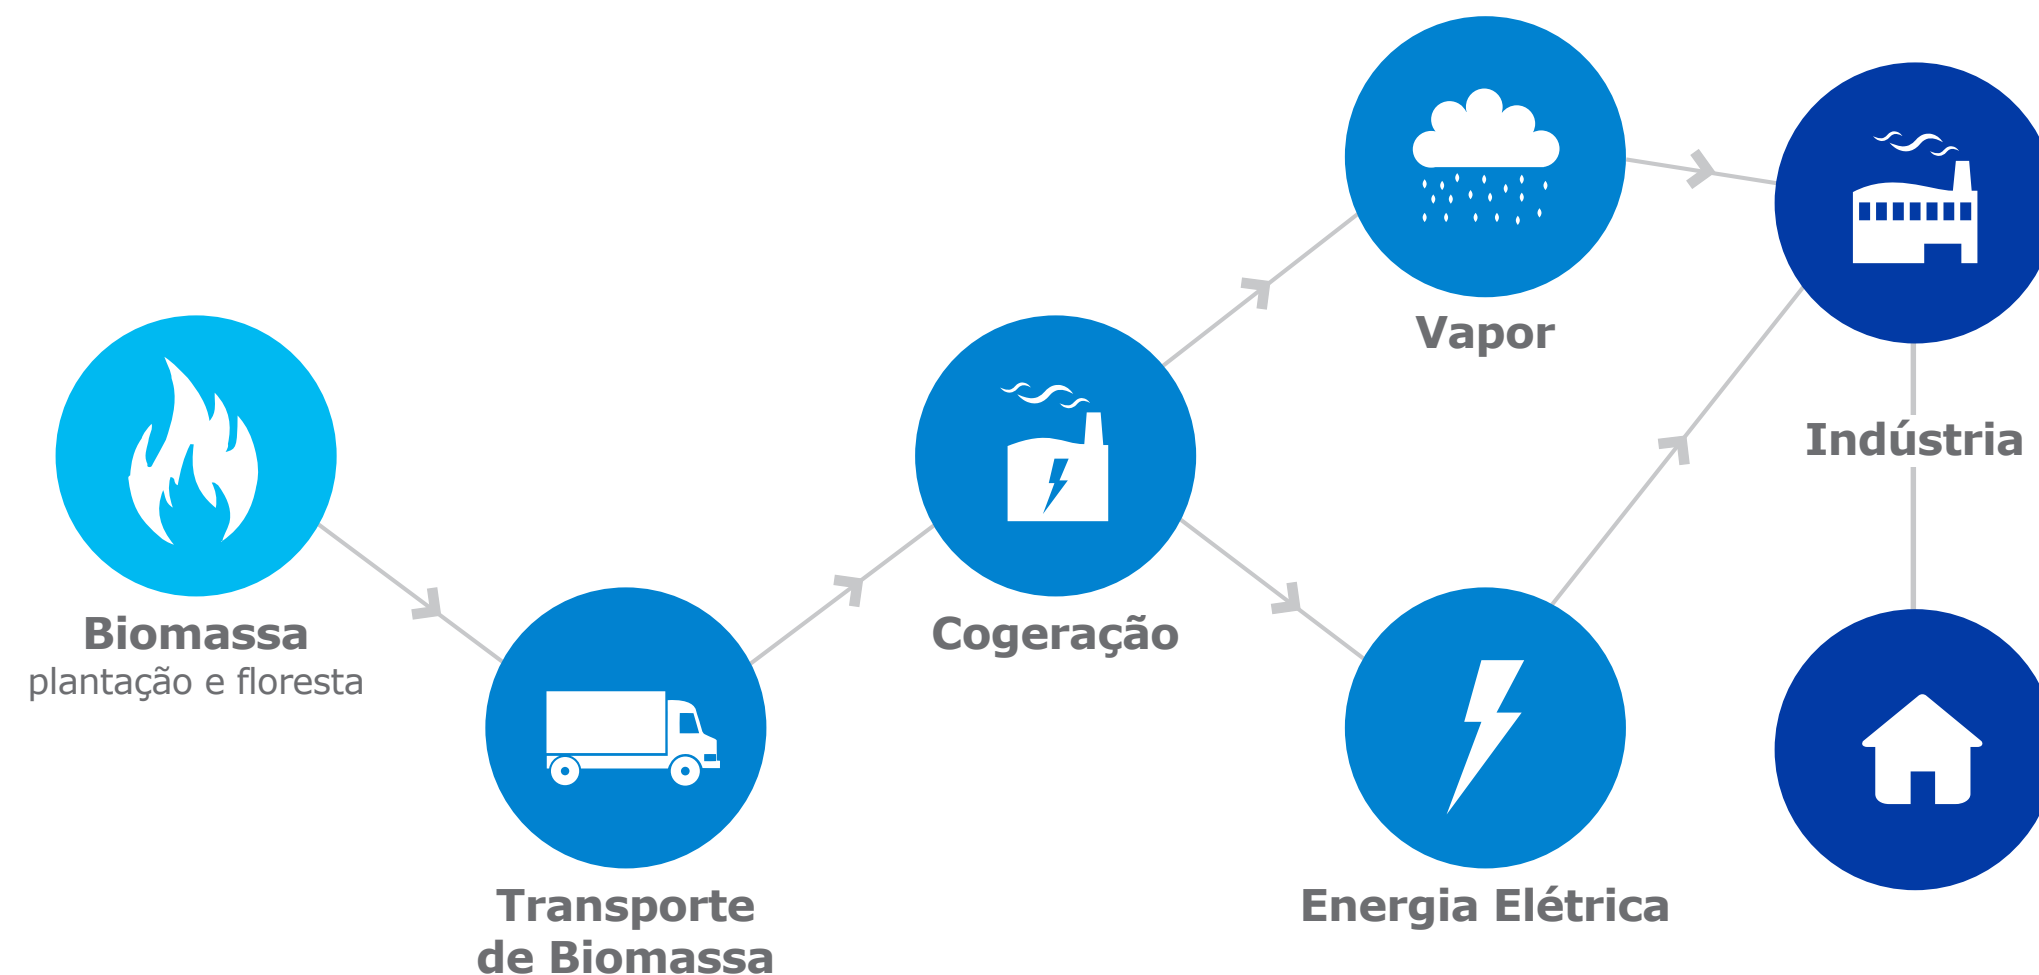 Biomassa
plantação e floresta
Transporte
de Biomassa
Cogeração
Vapor
Energia Elétrica
Indústria